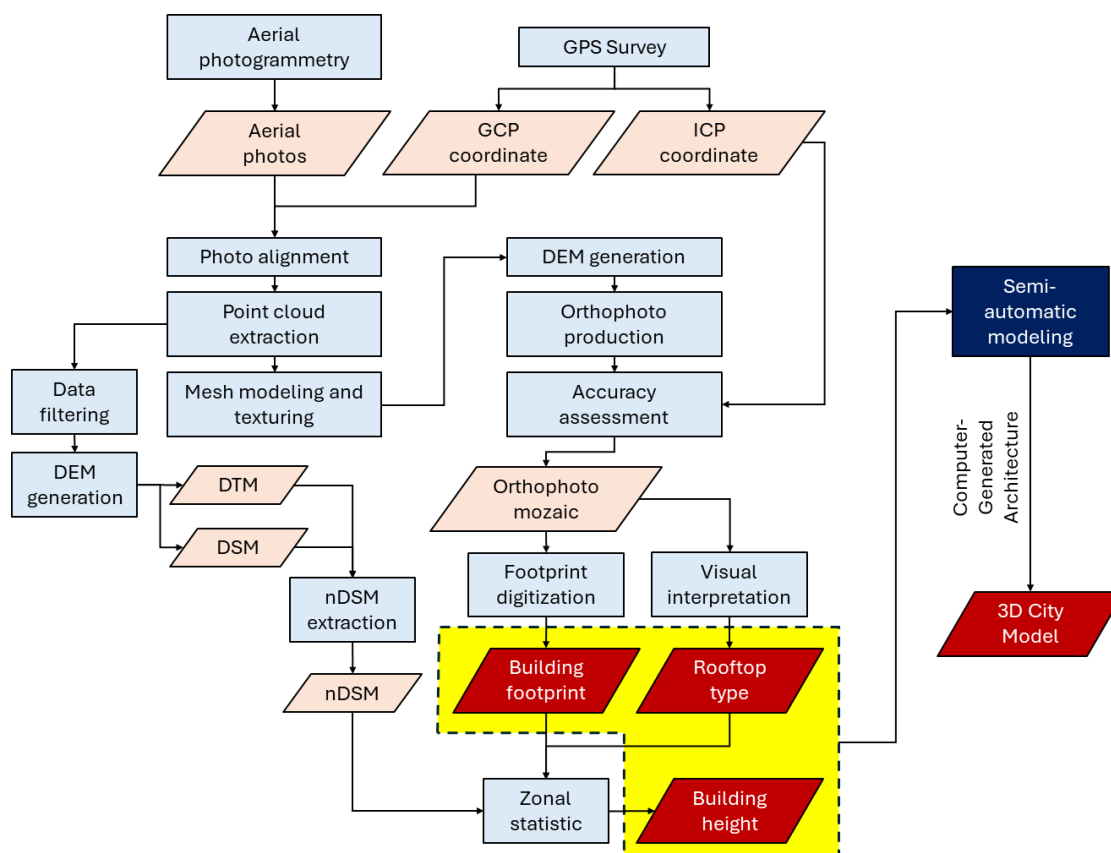 Aerial
photogrammetry
GPS Survey
Aerial
photos
GCP
coordinate
ICP
coordinate
Photo alignment
DEM generation
Point cloud
extraction
Orthophoto
production
Semi-
automatic
modeling
Data
filtering
Mesh modeling and
texturing
Accuracy
assessment
DEM
generation
DTM
DSM
Orthophoto
mozaic
Computer-
Generated
Architecture
nDSM
extraction
Footprint
digitization
Visual
interpretation
3D City
Model
nDSM
Building
footprint
Rooftop
type
Zonal
statistic
Building
height